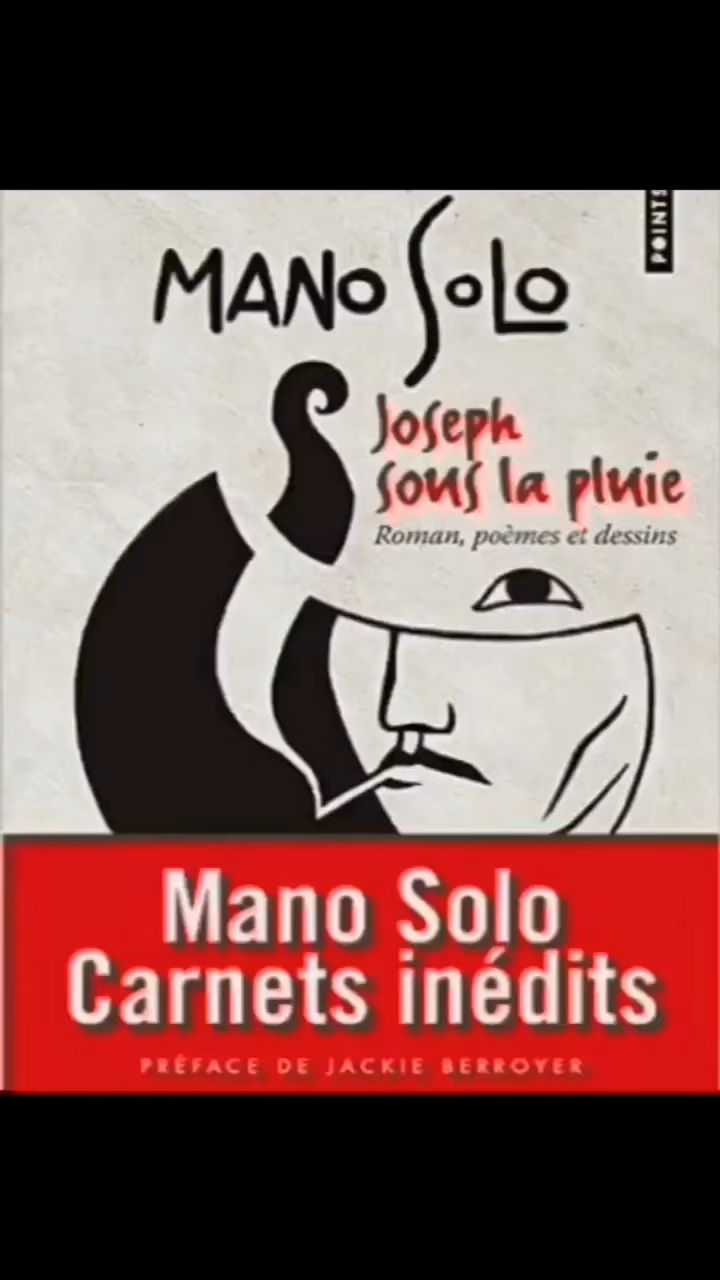 POINTS
MANO SOLO
Joseph
sous la pluie
Roman, poèmes et dessins
Mano Solo
Carnets inédits
PRÉFACE DE JACKIE BERROYER